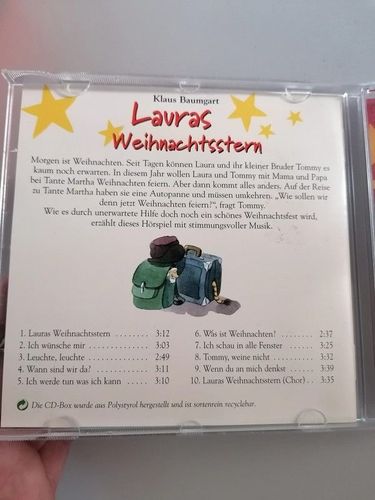 Klaus Baumgart
Lauras
Weihnachtsstern
Morgen ist Weihnachten. Seit Tagen können Laura und ihr kleiner Bruder Tommy es
kaum noch erwarten. In diesem Jahr wollen Laura und Tommy mit Mama und Papa
bei Tante Martha Weihnachten feiern. Aber dann kommt alles anders. Auf der Reise
zu Tante Martha haben sie eine Autopanne und müssen umkehren. „Wie sollen wir
denn jetzt Weihnachten feiern?“, fragt Tommy.
Wie es durch unerwartete Hilfe doch noch ein schönes Weihnachtsfest wird,
erzählt dieses Hörspiel mit stimmungsvoller Musik.
1. Lauras Weihnachtsstern ........ 3:12
2. Ich wünsche mir .............. 3:03
3. Leuchte, leuchte .............. 2:49
4. Wann sind wir da? ............ 3:11
5. Ich werde tun was ich kann ..... 3:10
6. Was ist Weihnachten? .......... 2:37
7. Ich schau in alle Fenster ........ 3:25
8. Tommy, weine nicht ........... 3:32
9. Wenn du an mich denkst ....... 3:39
10. Lauras Weihnachtsstern (Chor) .. 3:35
Die CD-Box wurde aus Polystyrol hergestellt und ist sortenrein recyclebar.